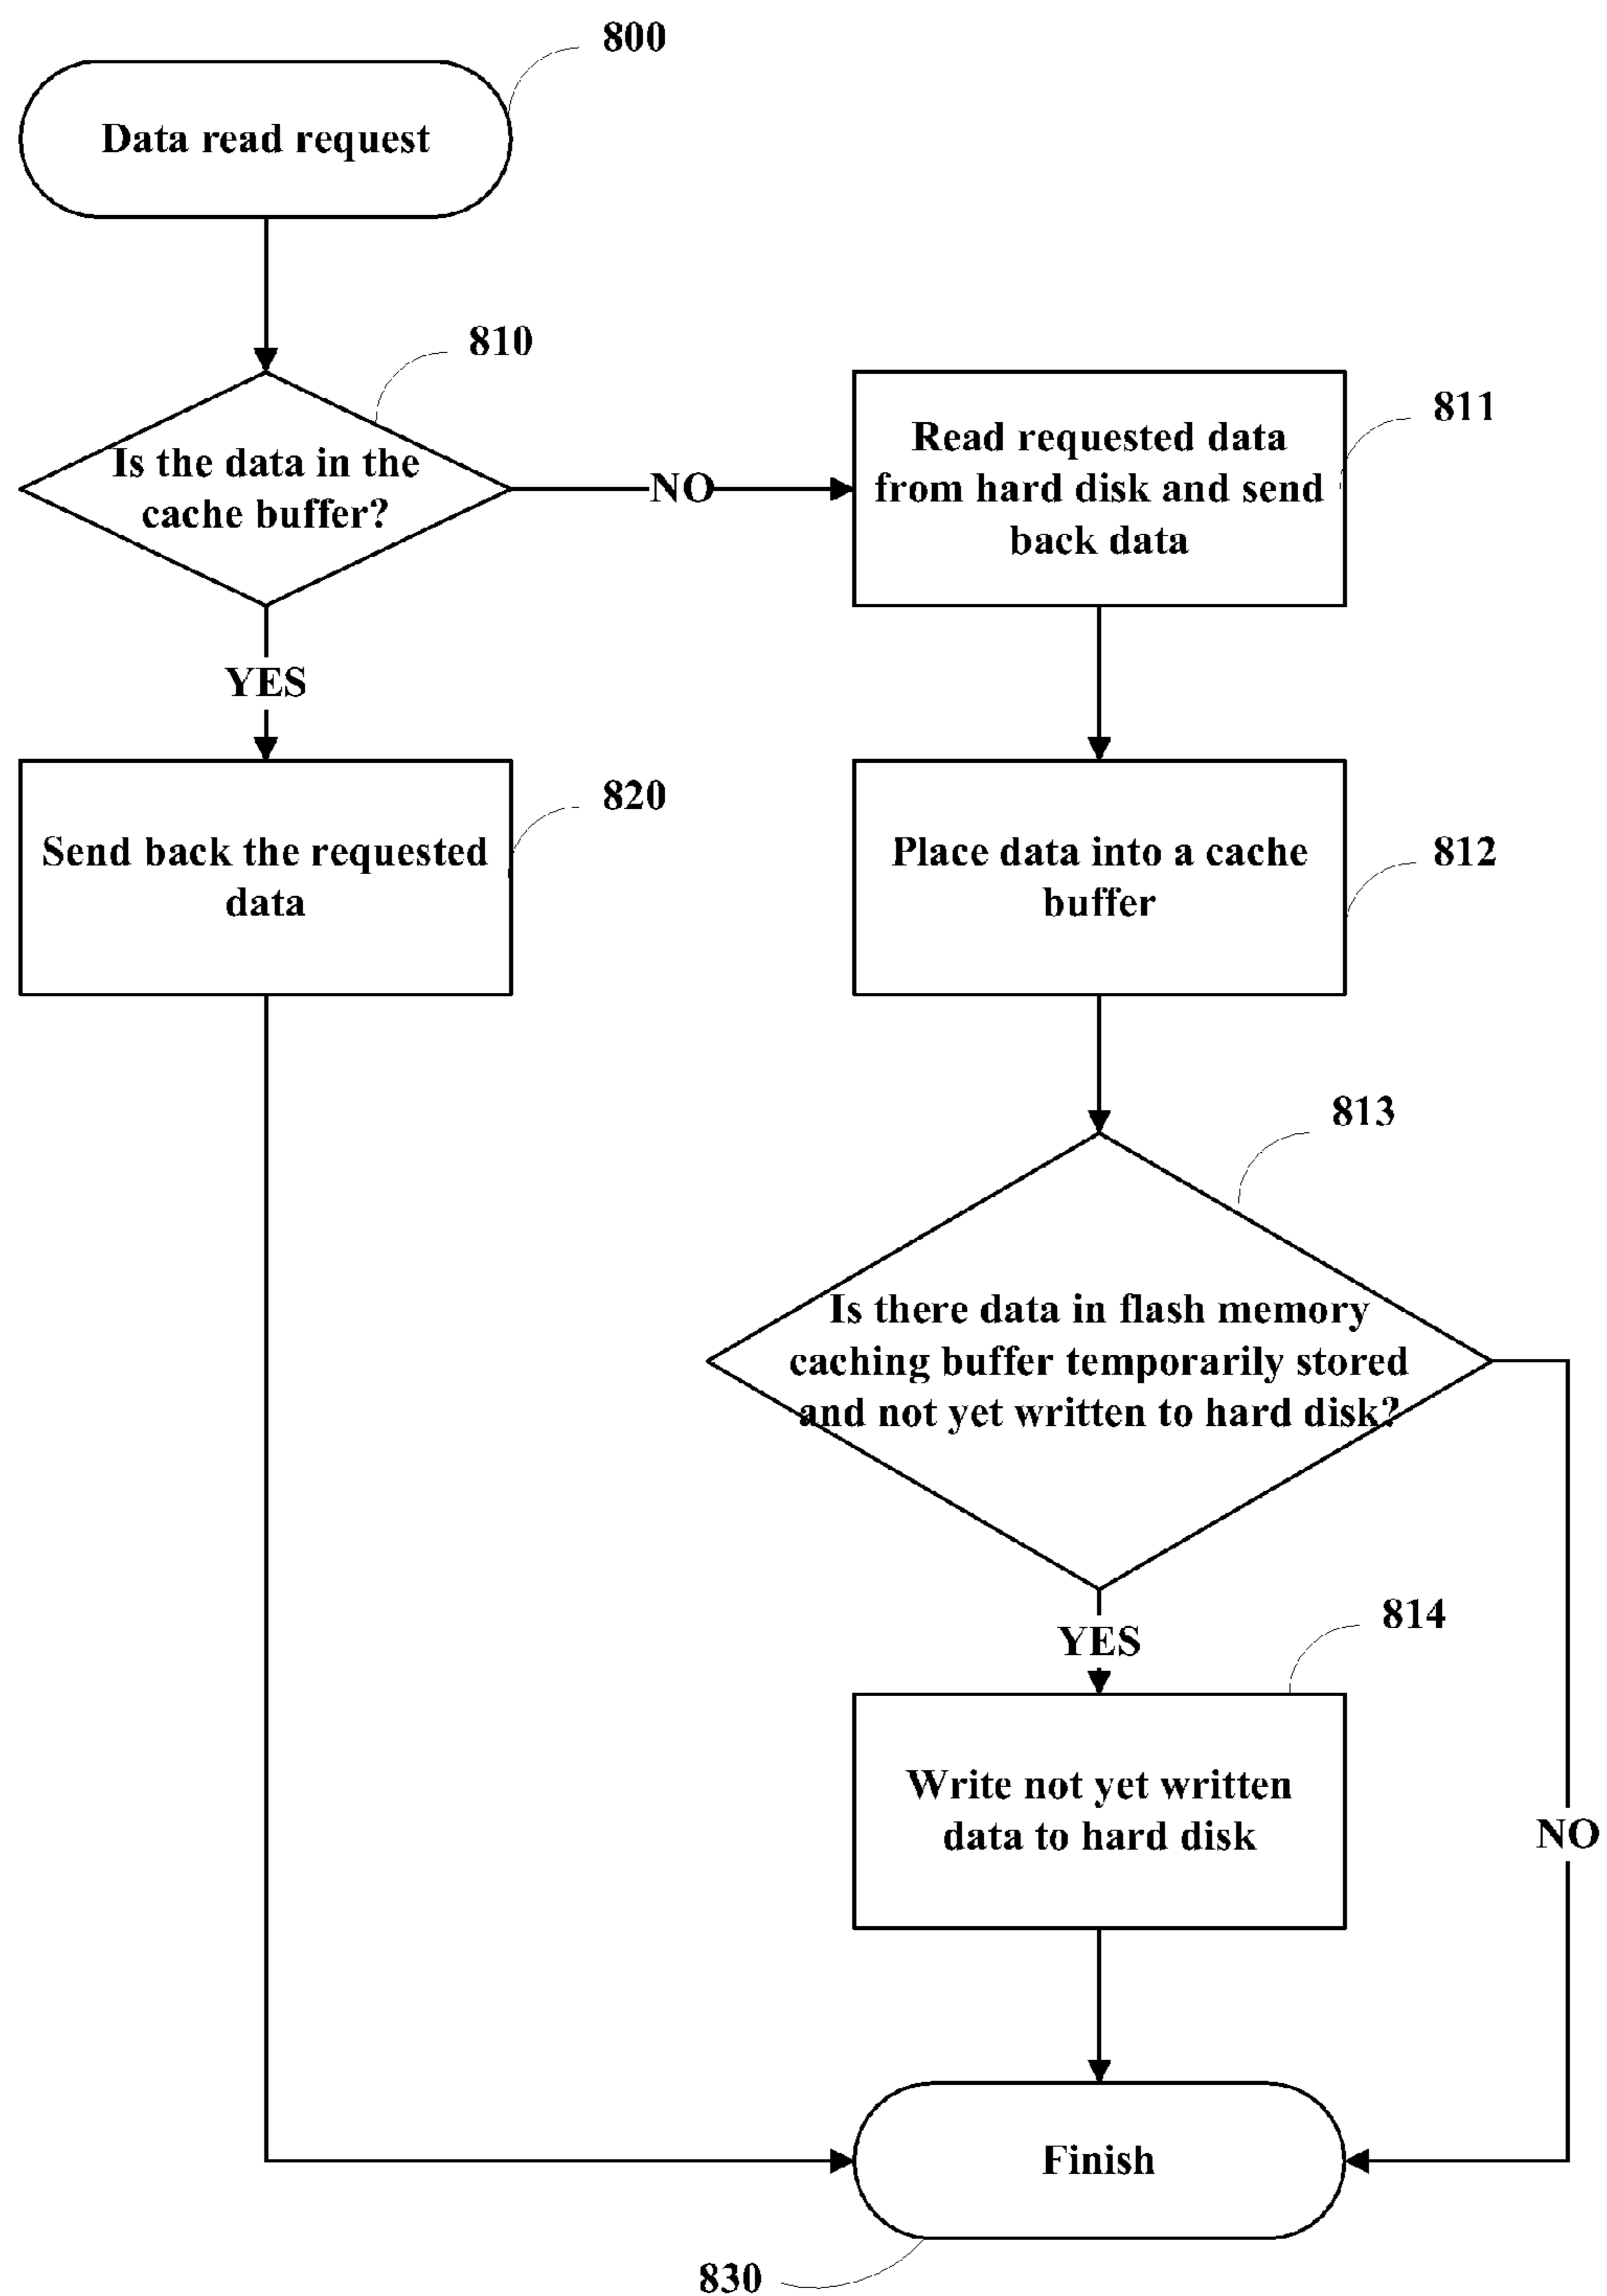 800
Data read request
810
Is the data in the
cache buffer?
NO
811
Read requested data
from hard disk and send
back data
YES
820
Send back the requested
data
812
Place data into a cache
buffer
813
Is there data in flash memory
caching buffer temporarily stored
and not yet written to hard disk?
YES
814
Write not yet written
data to hard disk
NO
Finish
830